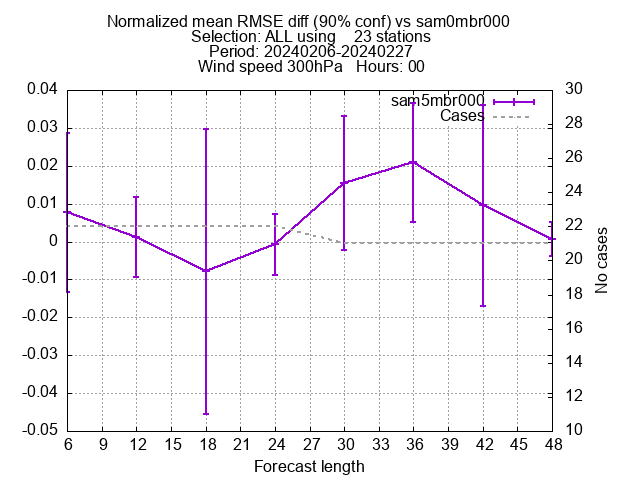 Normalized mean RMSE diff (90% conf) vs sam0mbr000
Selection: ALL using    23 stations
Period: 20240206-20240227
Wind speed 300hPa   Hours: 00
sam5mbr000
Cases
0.04
0.03
0.02
0.01
0
-0.01
-0.02
-0.03
-0.04
-0.05
30
28
26
24
22
20
18
16
14
12
10
No cases
6 9 12 15 18 21 24 27 30 33 36 39 42 45 48
Forecast length